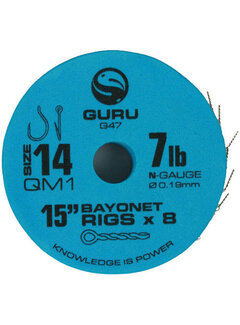 GURU
G47
SIZE
14
QM1
7lb
N-GAUGE
Ø 0.19mm
15” BAYONET
RIGS x 8
KNOWLEDGE IS POWER